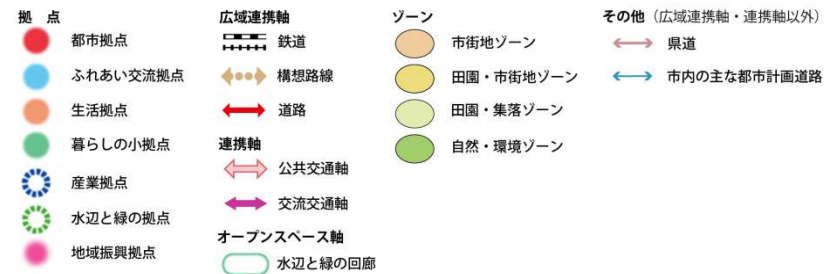 拠 点
都市拠点
ふれあい交流拠点
生活拠点
暮らしの小拠点
産業拠点
水辺と緑の拠点
地域振興拠点
広域連携軸
鉄道
構想路線
道路
連携軸
公共交通軸
交流交通軸
オープンスペース軸
水辺と緑の回廊
ゾーン
市街地ゾーン
田園・市街地ゾーン
田園・集落ゾーン
自然・環境ゾーン
その他（広域連携軸・連携軸以外）
県道
市内の主な都市計画道路